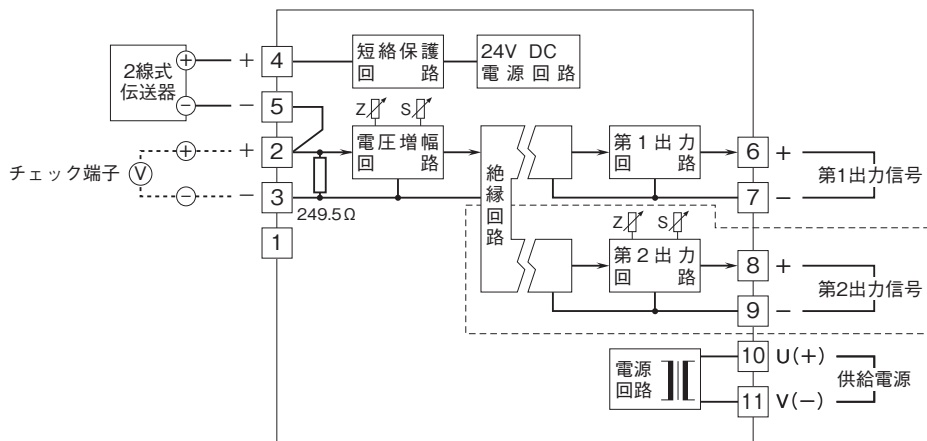 2線式
伝送器
+
−
+ 4
− 5
短絡保護
回 路
24V DC
電源回路
Z S
チェック端子
V
+
−
+ 2
− 3
249.5Ω
1
電圧増幅
回 路
絶縁回路
第1出力
回 路
6 +
7 −
第1出力信号
Z S
第2出力
回 路
8 +
9 −
第2出力信号
電源
回路
10 U(+)
11 V(−)
供給電源